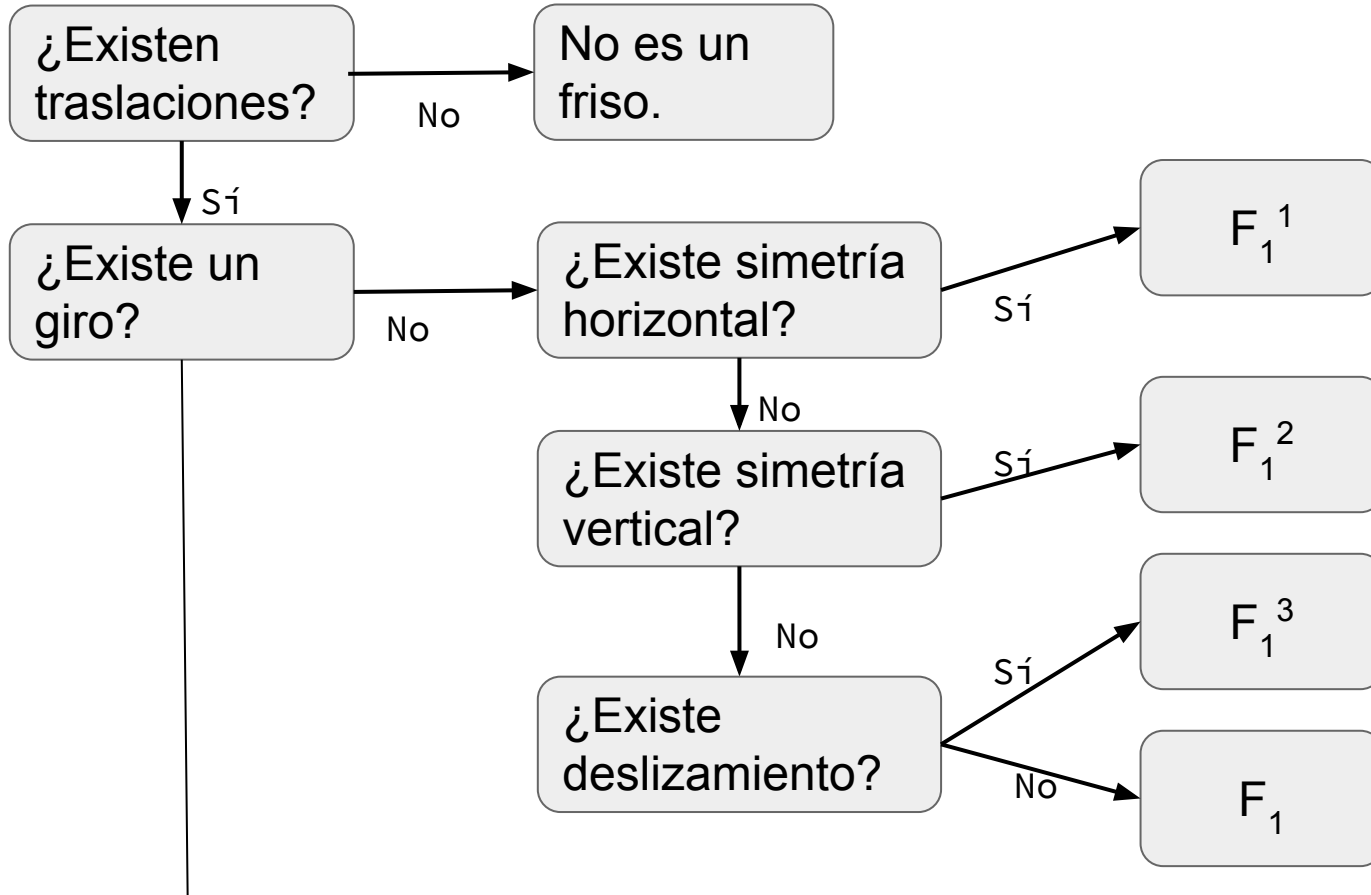 ¿Existen
traslaciones?
No
No es un
friso.
Sí
¿Existe un
giro?
No
¿Existe simetría
horizontal?
Sí
F₁¹
No
¿Existe simetría
vertical?
Sí
F₁²
No
¿Existe
deslizamiento?
Sí
F₁³
No
F₁